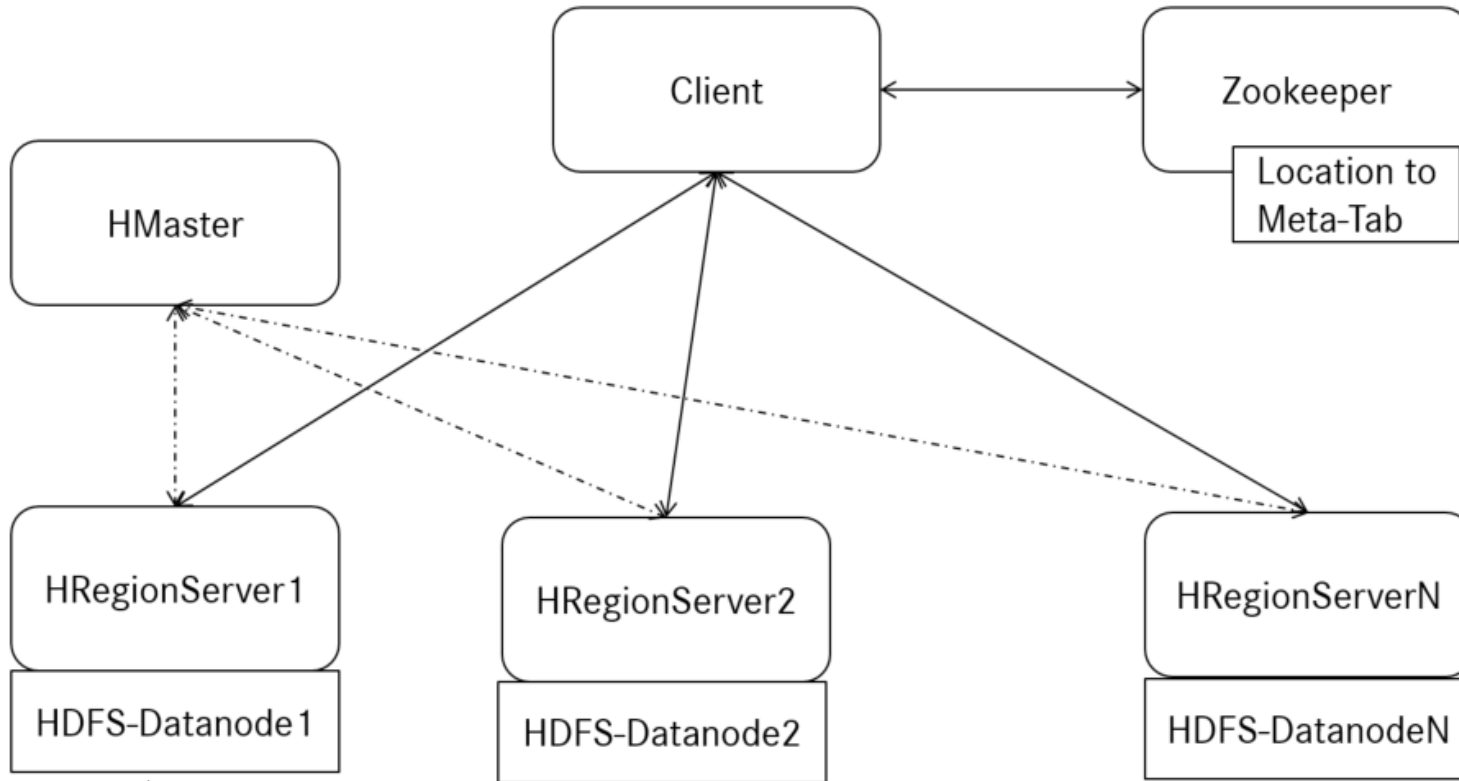 Client
Zookeeper
Location to
Meta-Tab
HMaster
HRegionServer1
HRegionServer2
HRegionServerN
HDFS-Datanode1
HDFS-Datanode2
HDFS-DatanodeN